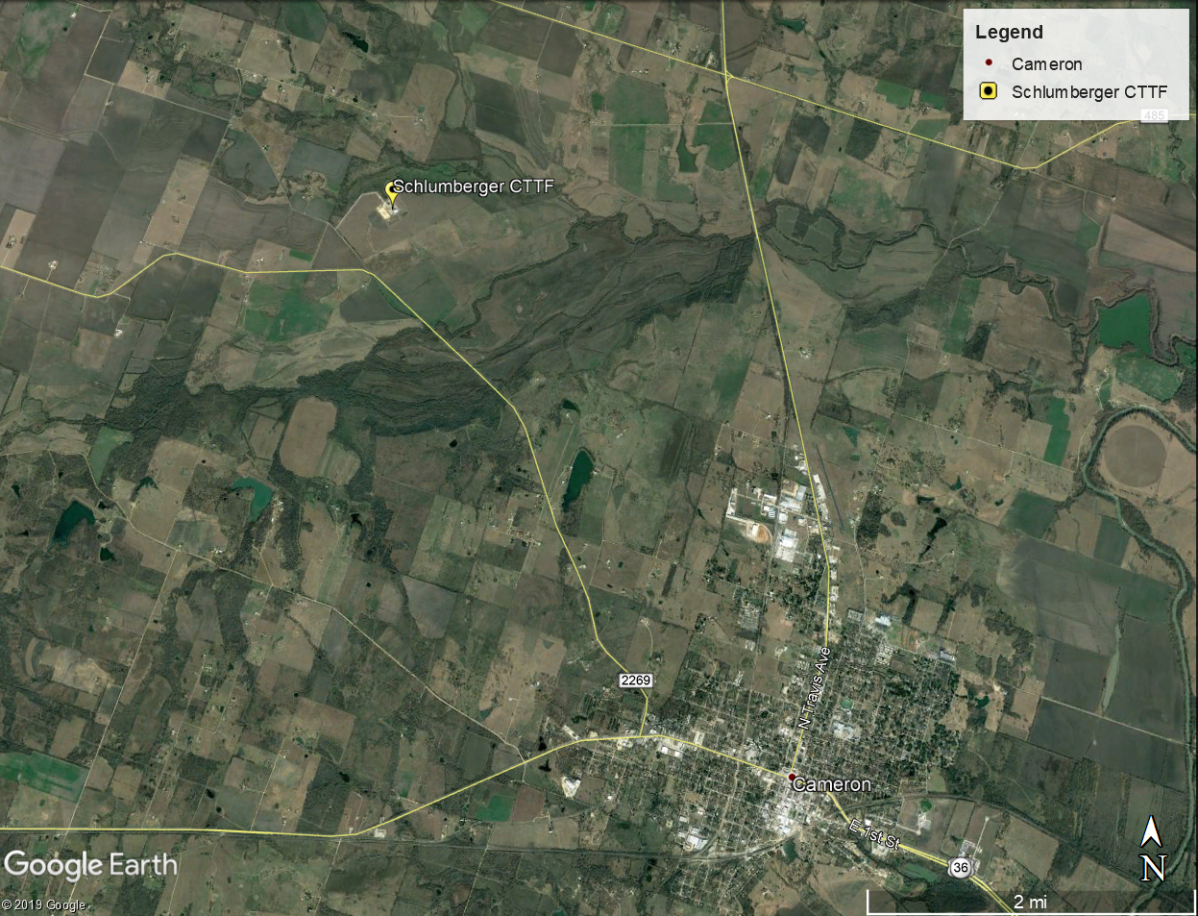 Legend
Cameron
Schlumberger CTTF
485
Schlumberger CTTF
2269
N Travis Ave
Cameron
E 1st St
36
Google Earth
N
© 2019 Google
2 mi